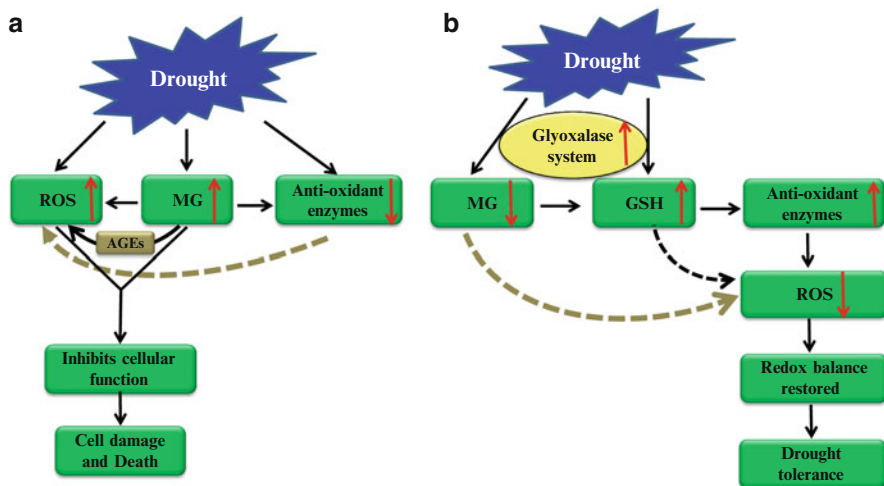 a
Drought
ROS
MG
Anti-oxidant
enzymes
AGEs
Inhibits cellular
function
Cell damage
and Death
b
Drought
Glyoxalase
system
MG
GSH
Anti-oxidant
enzymes
ROS
Redox balance
restored
Drought
tolerance